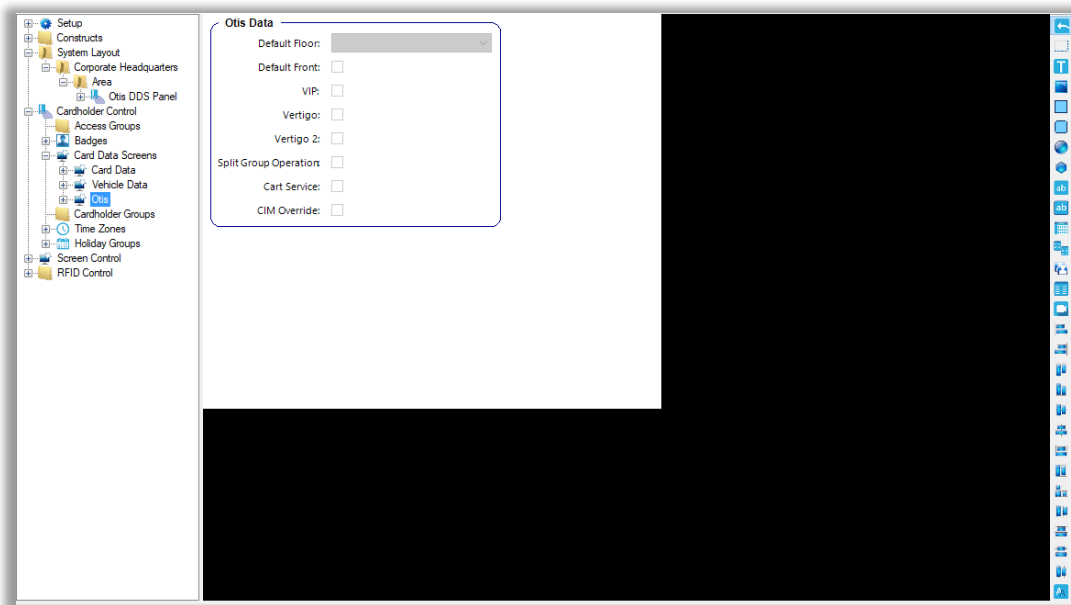 Setup
Constructs
System Layout
Corporate Headquarters
Area
Otis DDS Panel
Cardholder Control
Access Groups
Badges
Card Data Screens
Card Data
Vehicle Data
Otis
Cardholder Groups
Time Zones
Holiday Groups
Screen Control
RFID Control
Otis Data
Default Floor:
Default Front:
VIP:
Vertigo:
Vertigo 2:
Split Group Operation:
Cart Service:
CIM Override:
T
ab
ab
A